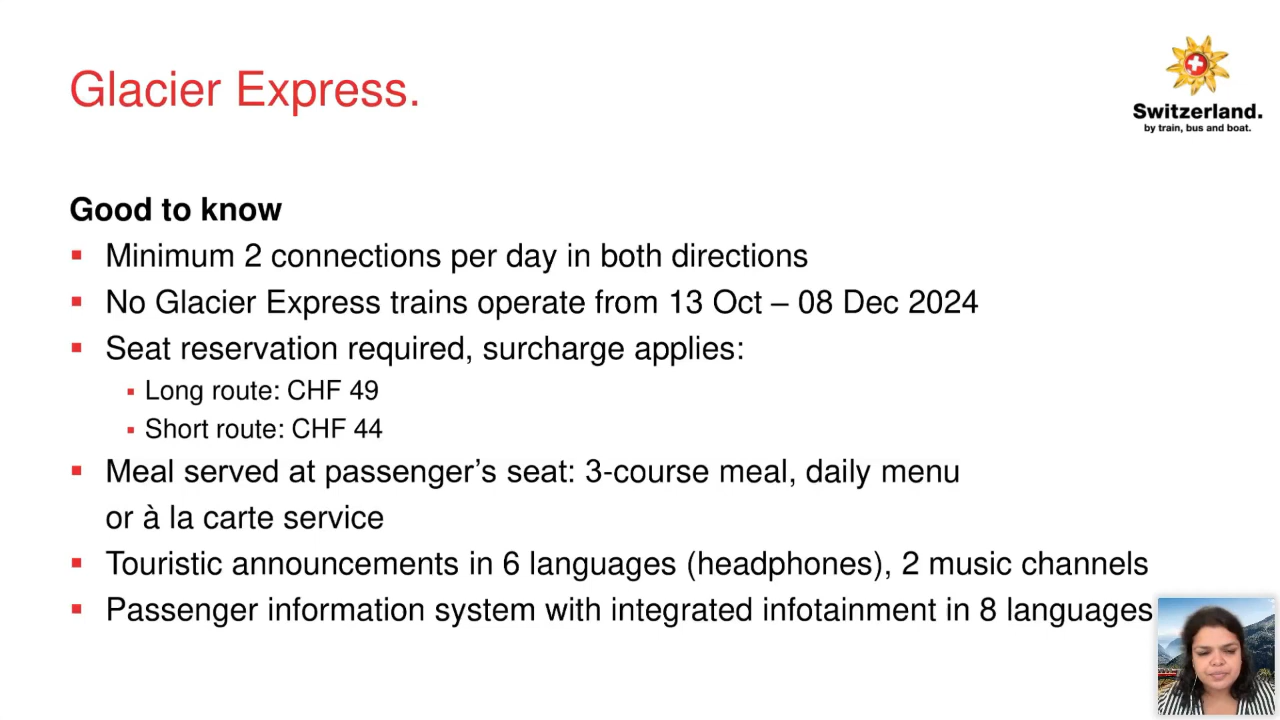 Glacier Express.
Switzerland.
by train, bus and boat.
Good to know
▪ Minimum 2 connections per day in both directions
▪ No Glacier Express trains operate from 13 Oct – 08 Dec 2024
▪ Seat reservation required, surcharge applies:
▪ Long route: CHF 49
▪ Short route: CHF 44
▪ Meal served at passenger’s seat: 3-course meal, daily menu
or à la carte service
▪ Touristic announcements in 6 languages (headphones), 2 music channels
▪ Passenger information system with integrated infotainment in 8 languages